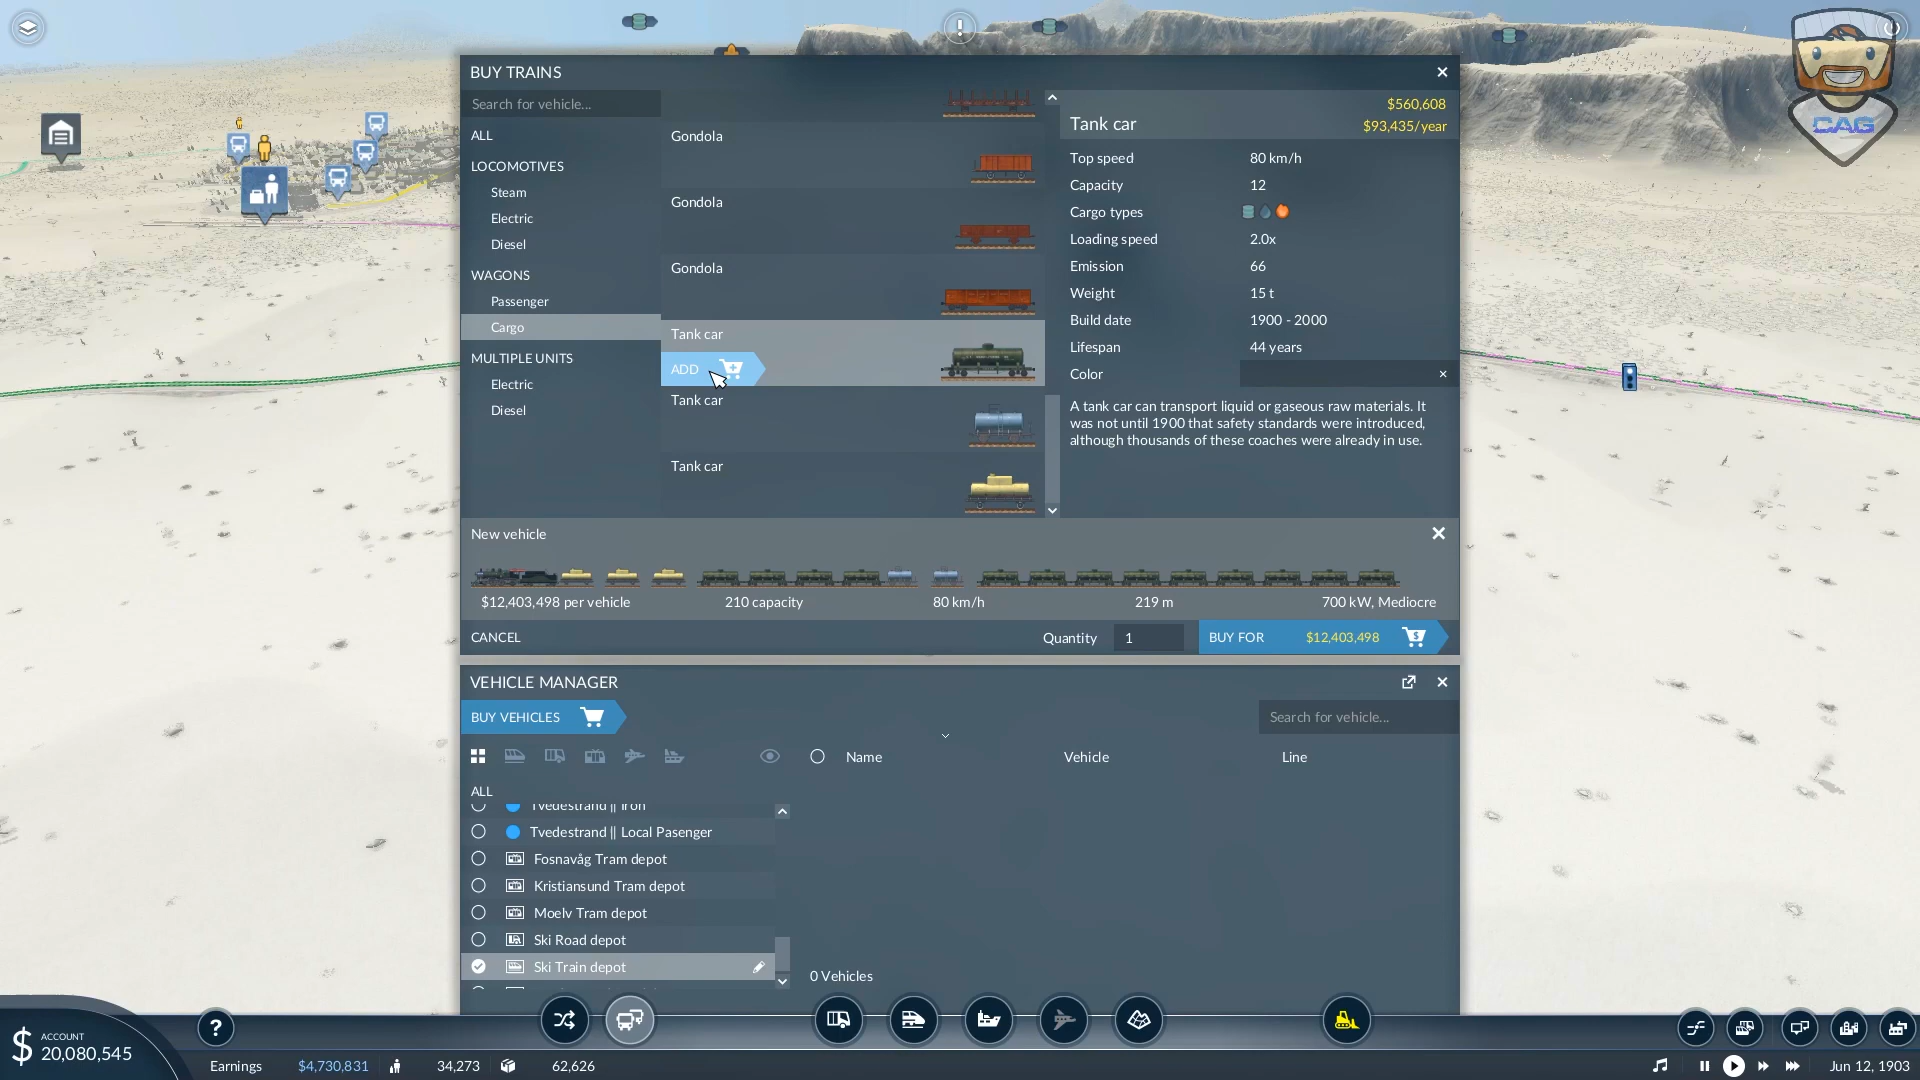 BUY TRAINS
Search for vehicle...
ALL
LOCOMOTIVES
Steam
Electric
Diesel
WAGONS
Passenger
Cargo
MULTIPLE UNITS
Electric
Diesel
Gondola
Gondola
Gondola
Tank car
ADD
Tank car
Tank car
$560,608
Tank car
$93,435/year
Top speed 80 km/h
Capacity 12
Cargo types
Loading speed 2.0x
Emission 66
Weight 15 t
Build date 1900 - 2000
Lifespan 44 years
Color
A tank car can transport liquid or gaseous raw materials. It
was not until 1900 that safety standards were introduced,
although thousands of these coaches were already in use.
CAG
New vehicle
$12,403,498 per vehicle 210 capacity 80 km/h 219 m 700 kW, Mediocre
CANCEL Quantity 1 BUY FOR $12,403,498
VEHICLE MANAGER
BUY VEHICLES
Search for vehicle...
Name Vehicle Line
ALL
Tvedestrand || Iron
Tvedestrand || Local Pasenger
Fosnavåg Tram depot
Kristiansund Tram depot
Moelv Tram depot
Ski Road depot
Ski Train depot
0 Vehicles
$ ACCOUNT
20,080,545
?
Earnings $4,730,831 34,273 62,626
Jun 12, 1903